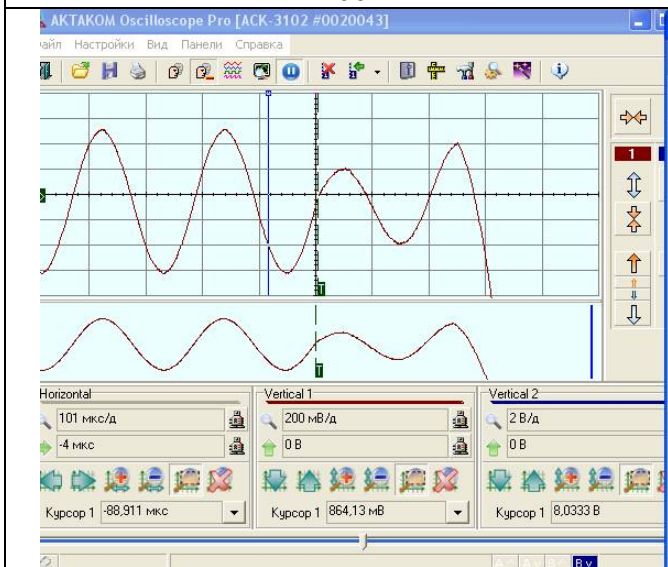 AKTAKOM Oscilloscope Pro [ACK-3102 #0020043]
айл Настройки Вид Панели Справка
1
T
T
Horizontal Vertical 1 Vertical 2
101 мкс/д 200 мВ/д 2 В/д
-4 мкс 0 В 0 В
Курсор 1 -88,911 мкс Курсор 1 864,13 мВ Курсор 1 8,0333 В
В у